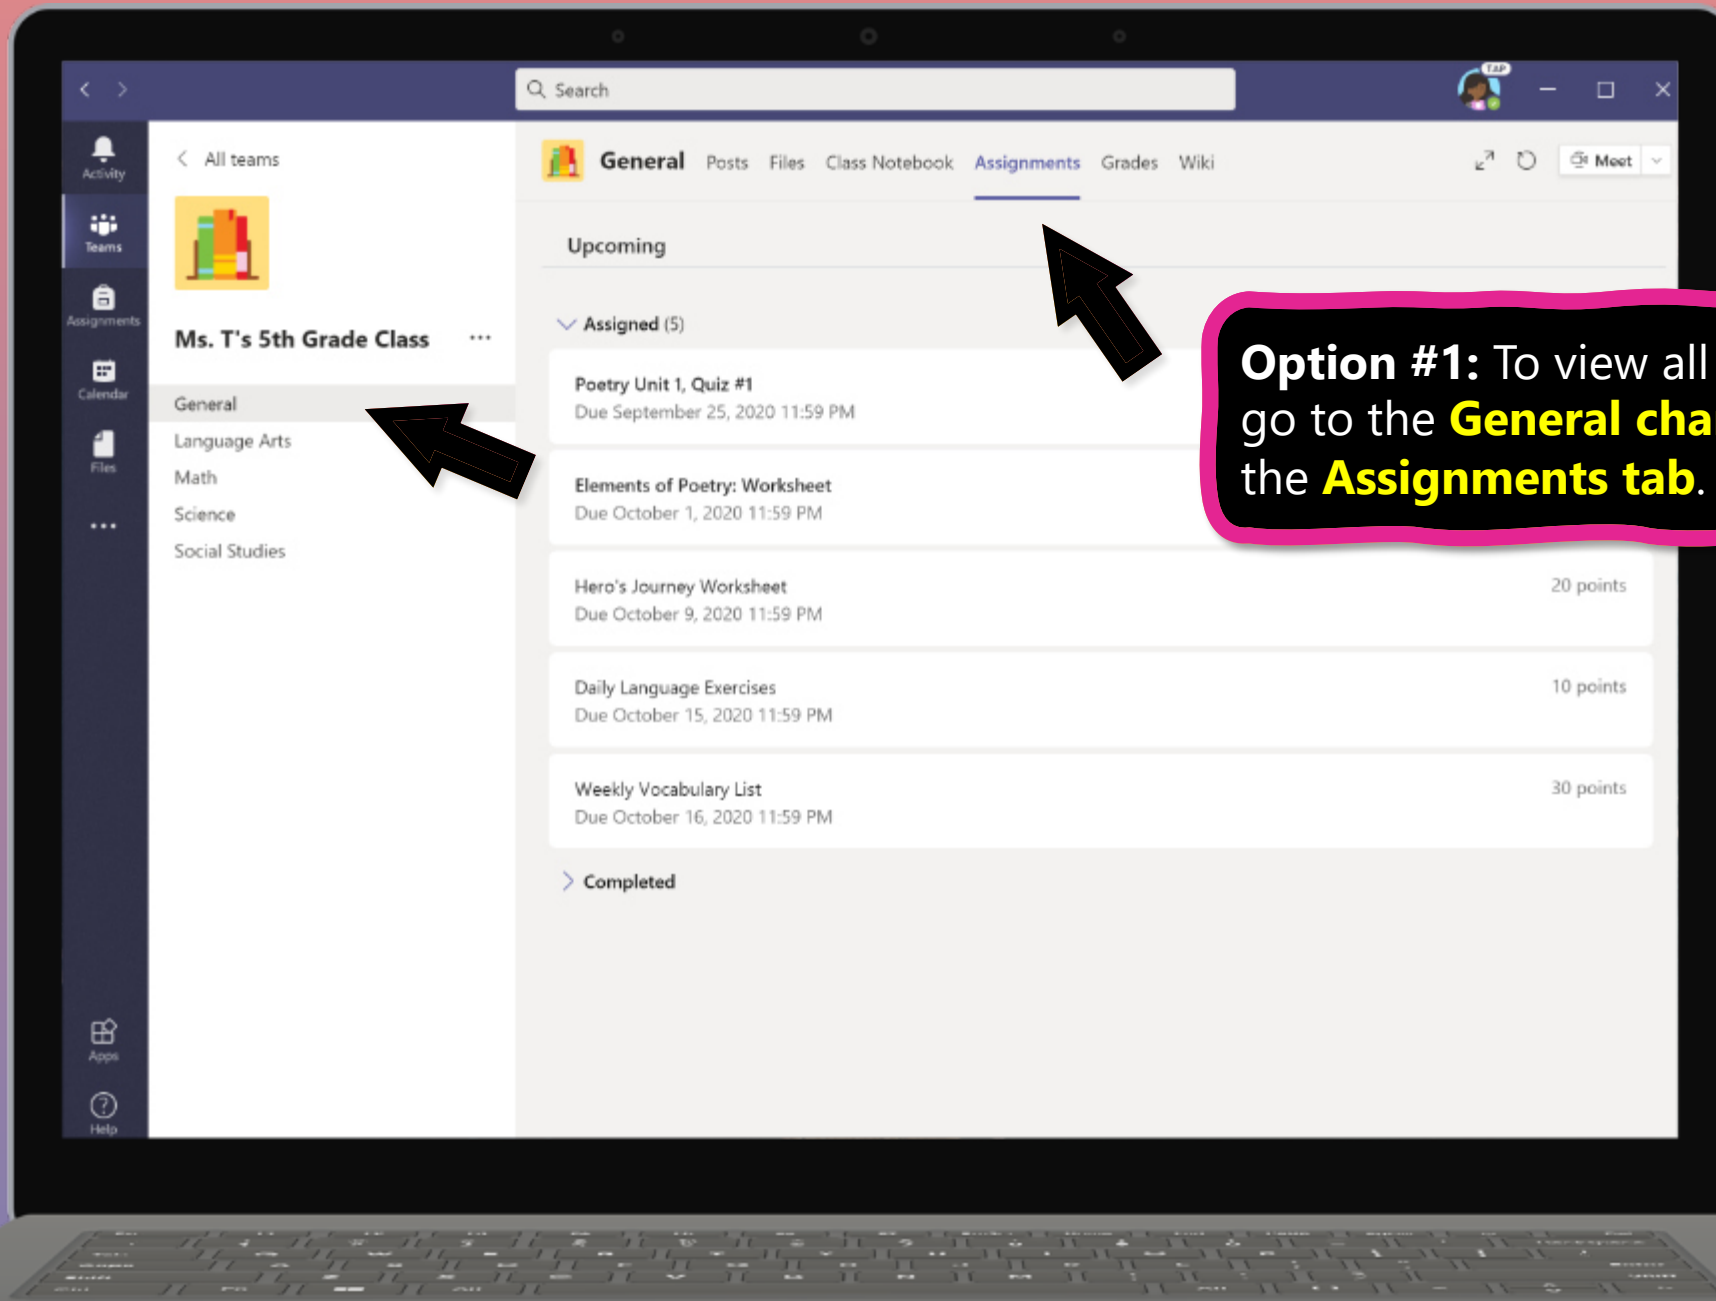 Search
TAP
Activity
Teams
Assignments
Calendar
Files
Apps
Help
All teams
Ms. T's 5th Grade Class
General
Language Arts
Math
Science
Social Studies
General Posts Files Class Notebook Assignments Grades Wiki
Meet
Upcoming
Assigned (5)
Poetry Unit 1, Quiz #1
Due September 25, 2020 11:59 PM
Elements of Poetry: Worksheet
Due October 1, 2020 11:59 PM
Hero's Journey Worksheet
20 points
Due October 9, 2020 11:59 PM
Daily Language Exercises
10 points
Due October 15, 2020 11:59 PM
Weekly Vocabulary List
30 points
Due October 16, 2020 11:59 PM
Completed
Option #1: To view all
go to the General cha
the Assignments tab.